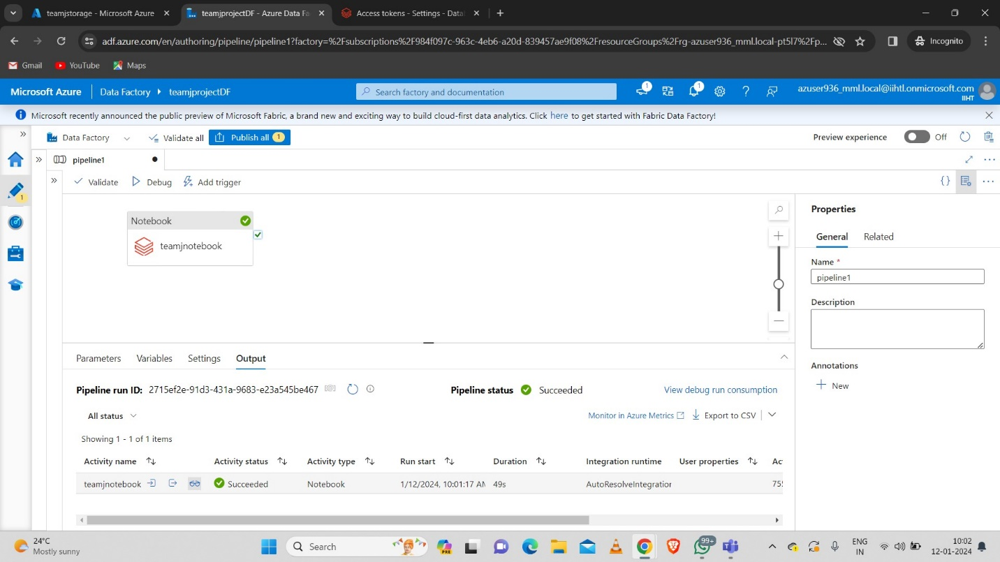 teamjstorage - Microsoft Azure
teamjprojectDF - Azure Data Fa
Access tokens - Settings - Data
adf.azure.com/en/authoring/pipeline/pipeline1?factory=%2Fsubscriptions%2F984f097c-963c-4eb6-a20d-839457ae9f08%2FresourceGroups%2Frg-azuser936_mml.local-pt5l7%2Fp...
Incognito
Gmail
YouTube
Maps
Microsoft Azure
Data Factory
teamjprojectDF
Search factory and documentation
1
1
azuser936_mml.local@iihtl.onmicrosoft.com
IIHT
Microsoft recently announced the public preview of Microsoft Fabric, a brand new and exciting way to build cloud-first data analytics. Click here to get started with Fabric Data Factory!
Data Factory
Validate all
Publish all 1
Preview experience
Off
pipeline1
1
Validate
Debug
Add trigger
Notebook
teamjnotebook
Properties
General
Related
Name *
pipeline1
Description
Annotations
New
Parameters
Variables
Settings
Output
Pipeline run ID: 2715ef2e-91d3-431a-9683-e23a545be467
Pipeline status Succeeded
View debug run consumption
All status
Monitor in Azure Metrics
Export to CSV
Showing 1 - 1 of 1 items
Activity name
Activity status
Activity type
Run start
Duration
Integration runtime
User properties
Ac
teamjnotebook
Succeeded
Notebook
1/12/2024, 10:01:17 AM
49s
AutoResolveIntegration
755
24°C
Mostly sunny
Search
PRE
99+
ENG
IN
10:02
12-01-2024